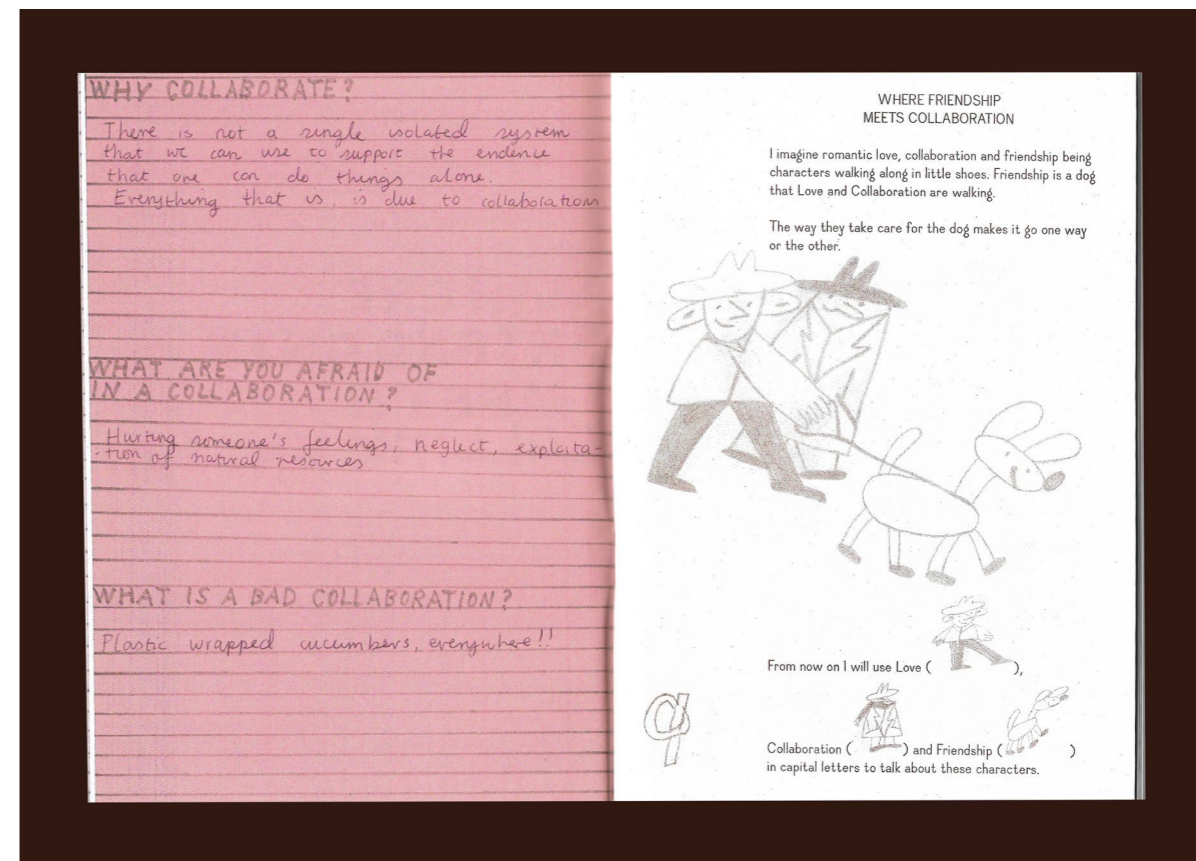 WHY COLLABORATE?
There is not a single isolated system
that we can use to support the endence
that one can do things alone.
Everything that is, is due to collaboration
WHAT ARE YOU AFRAID OF
IN A COLLABORATION?
Hurting someone's feelings, neglect, exploita-
-tion of natural resources
WHAT IS A BAD COLLABORATION?
Plastic wrapped cucumbers, everywhere!!
WHERE FRIENDSHIP
MEETS COLLABORATION
I imagine romantic love, collaboration and friendship being
characters walking along in little shoes. Friendship is a dog
that Love and Collaboration are walking.
The way they take care for the dog makes it go one way
or the other.
From now on I will use Love ( ),
Collaboration ( ) and Friendship ( )
in capital letters to talk about these characters.